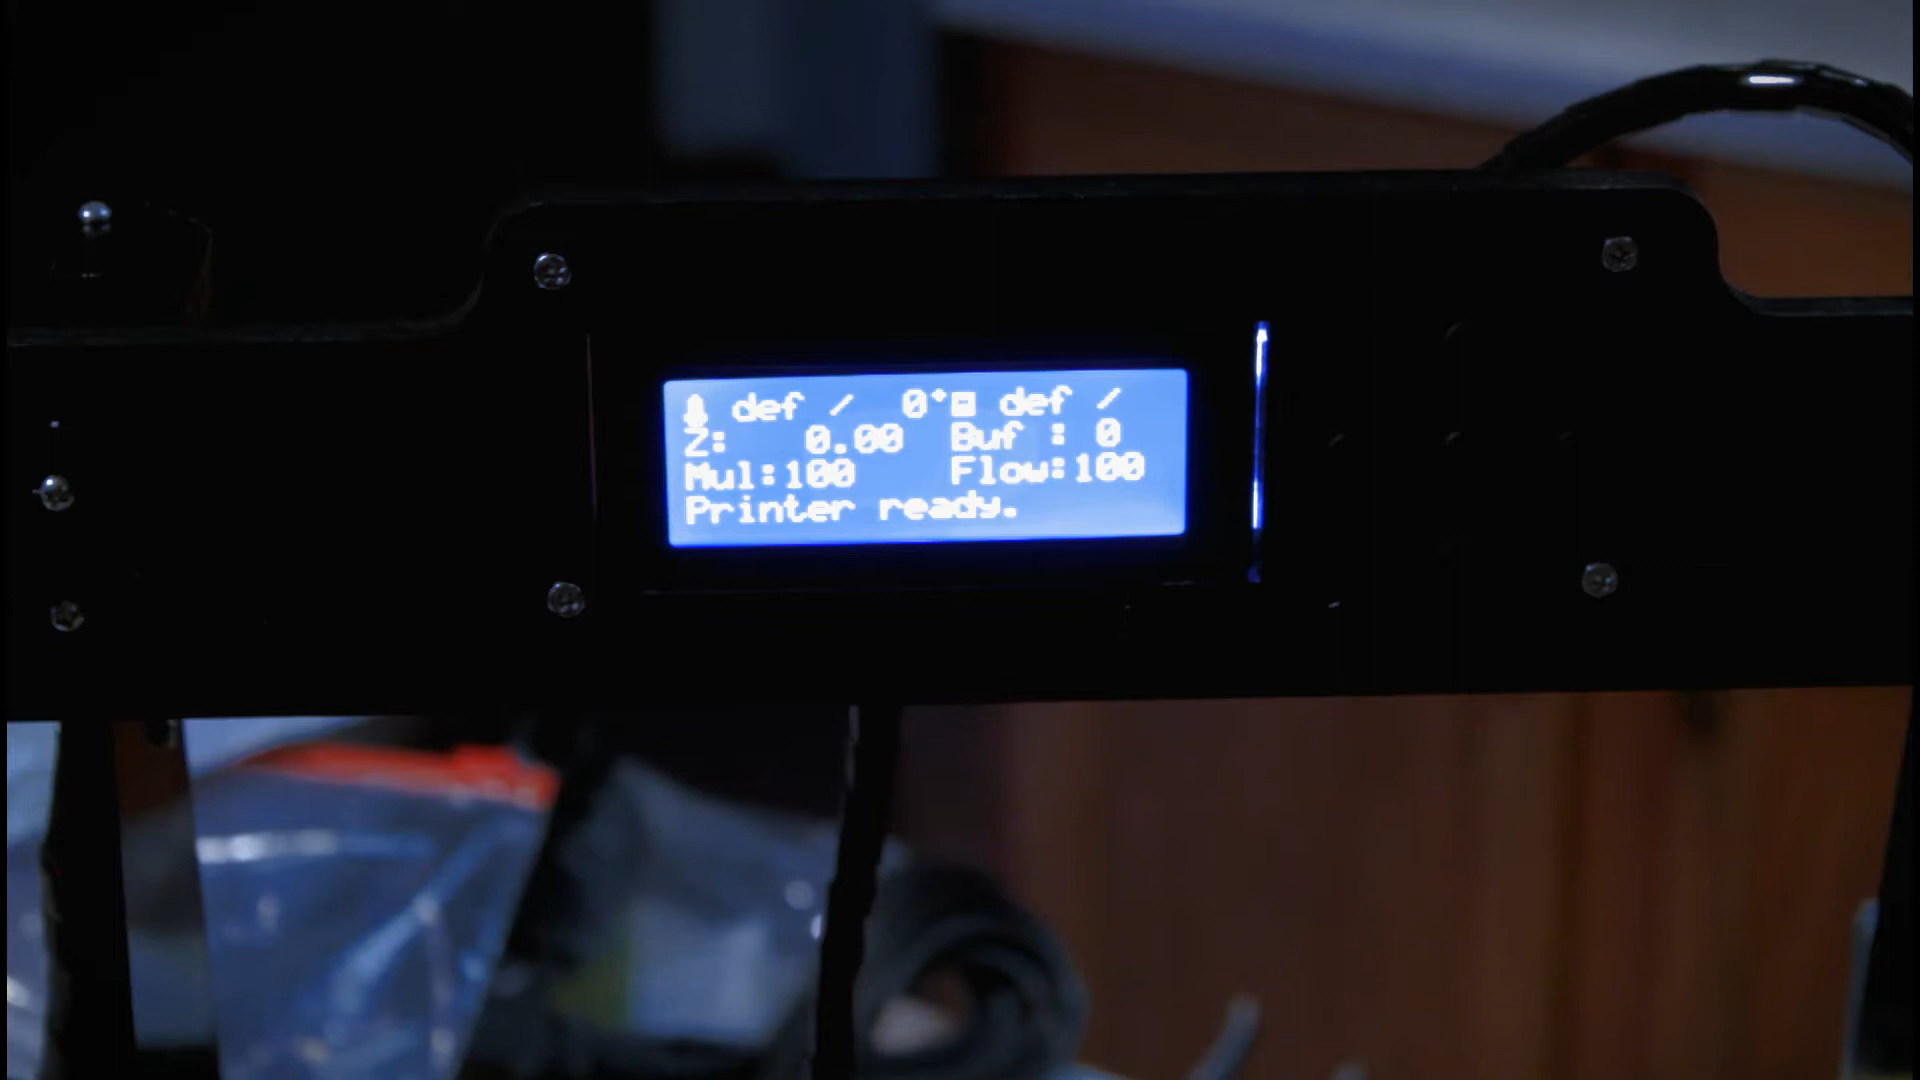 def / 0° def /
Z: 0.00 Buf : 0
Mul:100 Flow:100
Printer ready.